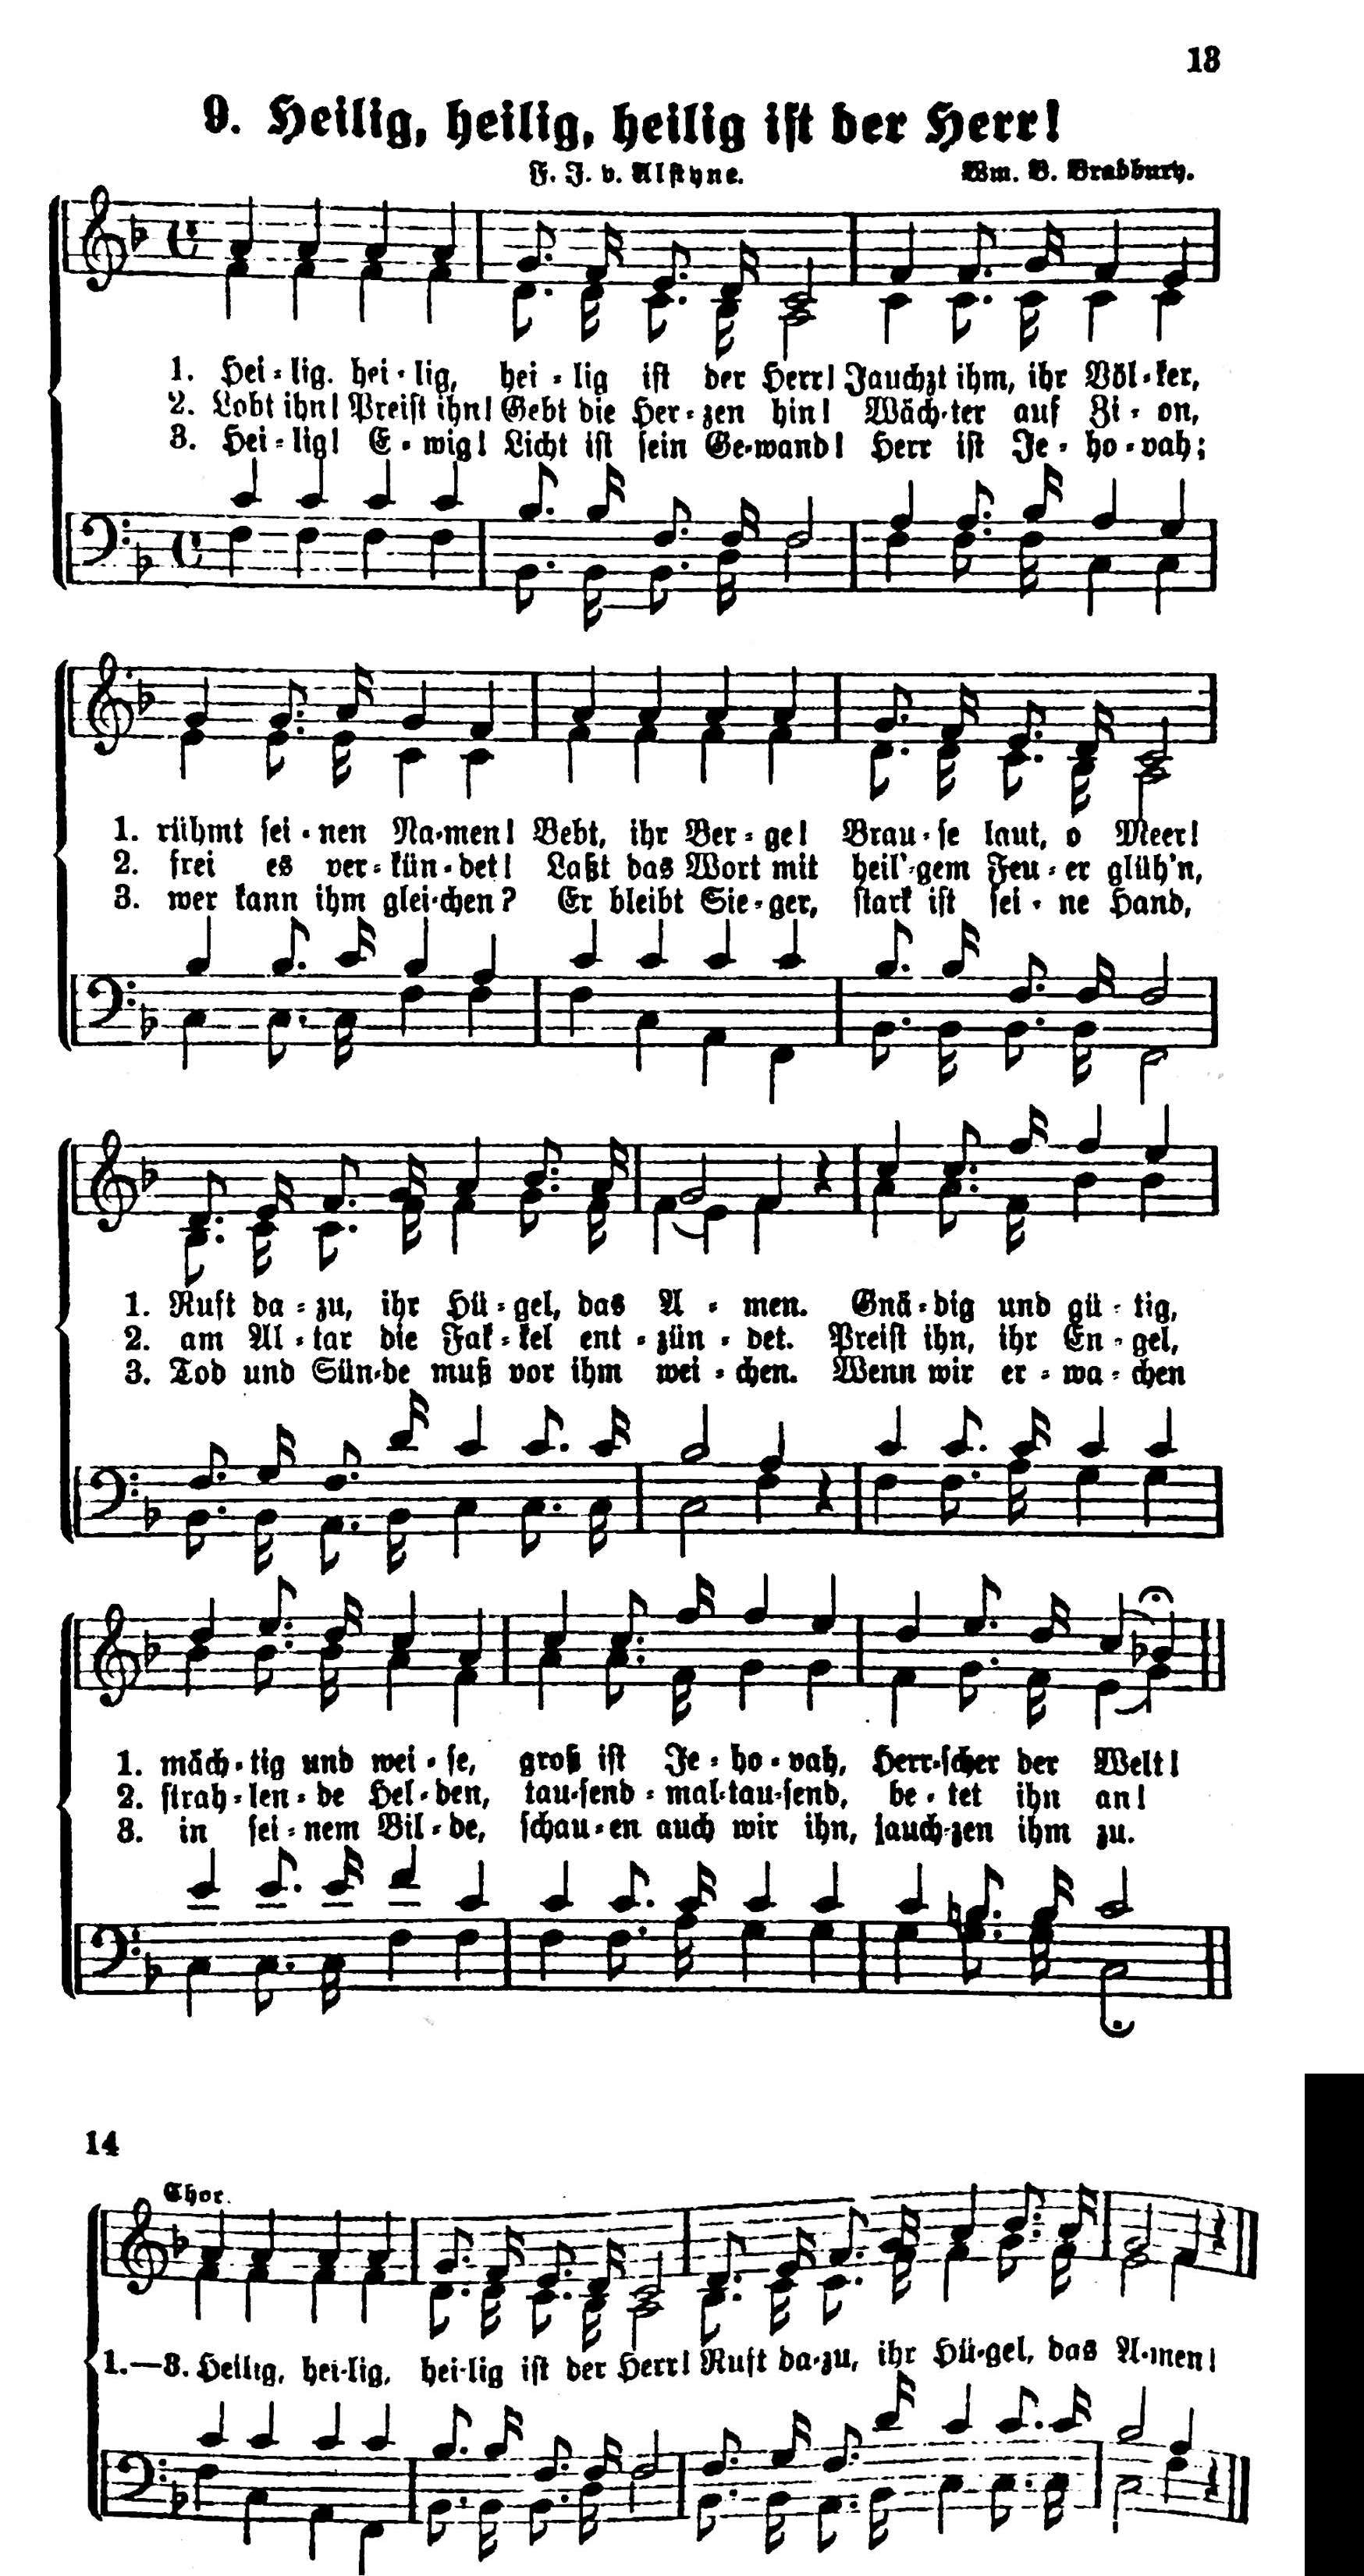 13
9. Heilig, heilig, heilig ist der Herr!
F. J. v. Alstyne. Wm. B. Bradbury.
1. Hei-lig. hei-lig, hei-lig ist der Herr! Jauchzt ihm, ihr Völ-ker,
2. Lobt ihn! Preist ihn! Gebt die Her-zen hin! Wäch-ter auf Zi-on,
3. Hei-lig! E-wig! Licht ist sein Ge-wand! Herr ist Je-ho-vah;
1. rühmt sei-nen Na-men! Bebt, ihr Ber-ge! Brau-se laut, o Meer!
2. frei es ver-kün-det! Laßt das Wort mit heil'-gem Feu-er glüh'n,
3. wer kann ihm glei-chen? Er bleibt Sie-ger, stark ist sei-ne Hand,
1. Ruft da-zu, ihr Hü-gel, das A-men. Gnä-dig und gü-tig,
2. am Al-tar die Fak-kel ent-zün-det. Preist ihn, ihr En-gel,
3. Tod und Sün-de muß vor ihm wei-chen. Wenn wir er-wa-chen
1. mäch-tig und wei-se, groß ist Je-ho-vah, Herr-scher der Welt!
2. strah-len-de Hel-den, tau-send-mal-tau-send, be-tet ihn an!
3. in sei-nem Bil-de, schau-en auch wir ihn, jauch-zen ihm zu.
14
Chor.
1.—3. Heilig, hei-lig, hei-lig ist der Herr! Ruft da-zu, ihr Hü-gel, das A-men!